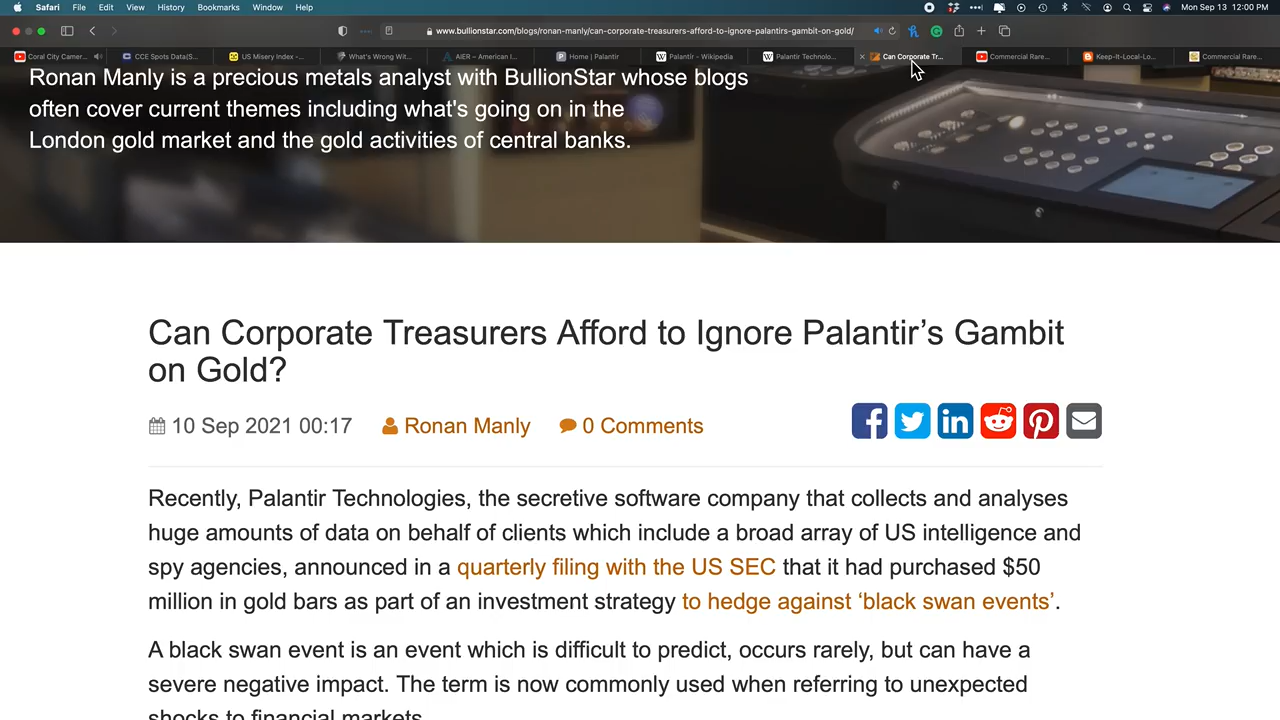 Safari File Edit View History Bookmarks Window Help Mon Sep 13 12:00 PM
www.bullionstar.com/blogs/ronan-manly/can-corporate-treasurers-afford-to-ignore-palantirs-gambit-on-gold/
Coral City Camer... CCE Spots Data(S... US Misery Index -... What's Wrong Wit... AIER – American I... Home | Palantir Palantir - Wikipedia Palantir Technolo... Can Corporate Tr... Commercial Rare... Keep-It-Local-Lo... Commercial Rare...
Ronan Manly is a precious metals analyst with BullionStar whose blogs
often cover current themes including what's going on in the
London gold market and the gold activities of central banks.
Can Corporate Treasurers Afford to Ignore Palantir’s Gambit
on Gold?
10 Sep 2021 00:17 Ronan Manly 0 Comments
Recently, Palantir Technologies, the secretive software company that collects and analyses
huge amounts of data on behalf of clients which include a broad array of US intelligence and
spy agencies, announced in a quarterly filing with the US SEC that it had purchased $50
million in gold bars as part of an investment strategy to hedge against ‘black swan events’.
A black swan event is an event which is difficult to predict, occurs rarely, but can have a
severe negative impact. The term is now commonly used when referring to unexpected
shocks to financial markets.